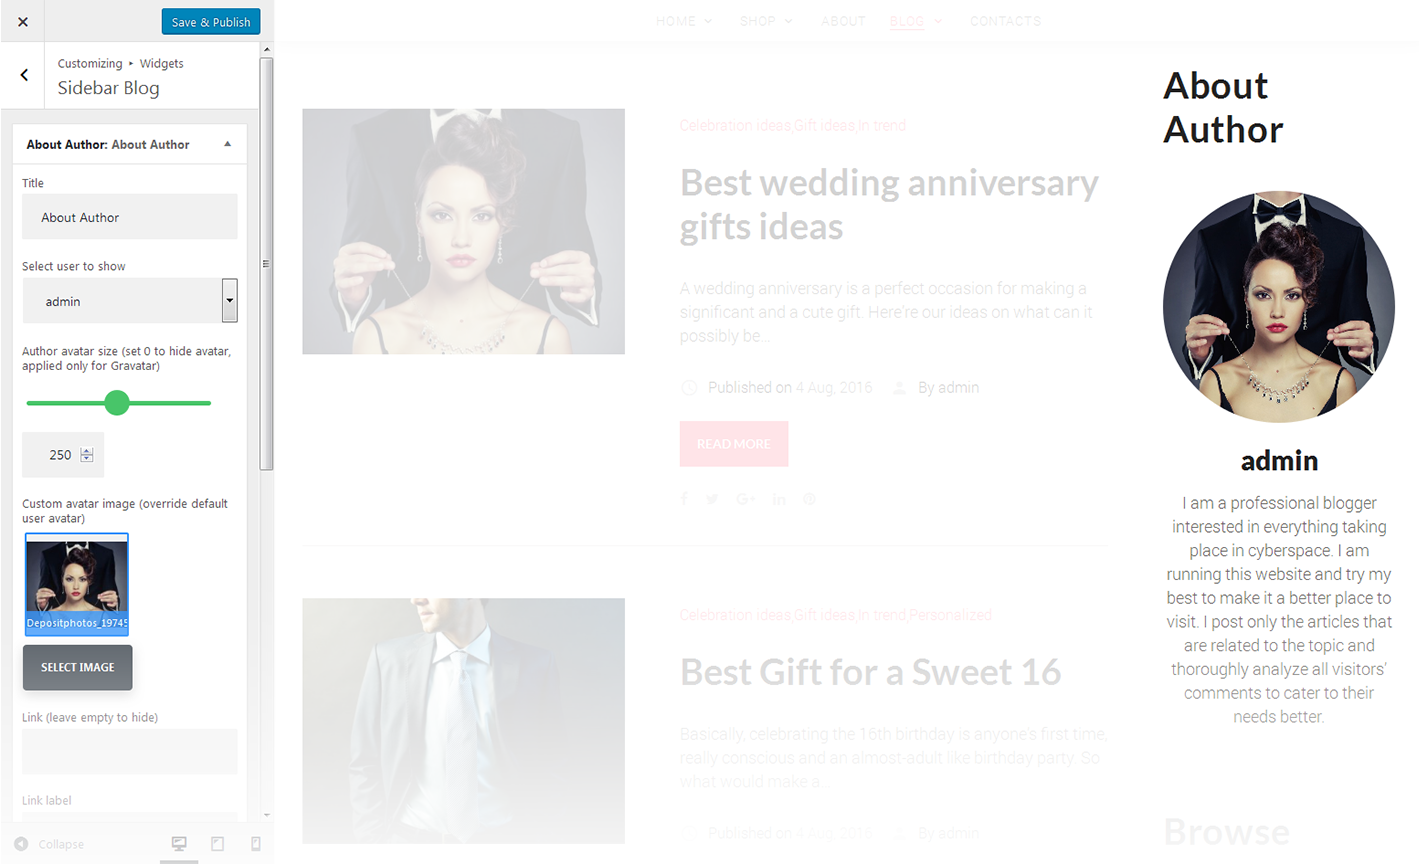 Save & Publish
Customizing ▸ Widgets
Sidebar Blog
About Author: About Author
Title
About Author
Select user to show
admin
Author avatar size (set 0 to hide avatar,
applied only for Gravatar)
250
Custom avatar image (override default
user avatar)
Depositphotos_19745
SELECT IMAGE
Link (leave empty to hide)
Link label
Collapse
HOME SHOP ABOUT BLOG CONTACTS
Celebration ideas,Gift ideas,In trend
Best wedding anniversary
gifts ideas
A wedding anniversary is a perfect occasion for making a
significant and a cute gift. Here're our ideas on what can it
possibly be...
Published on 4 Aug, 2016 By admin
READ MORE
Celebration ideas,Gift ideas,In trend,Personalized
Best Gift for a Sweet 16
Basically, celebrating the 16th birthday is anyone's first time,
really conscious and an almost-adult like birthday party. So
what would make a...
Published on 4 Aug, 2016 By admin
About
Author
admin
I am a professional blogger
interested in everything taking
place in cyberspace. I am
running this website and try my
best to make it a better place to
visit. I post only the articles that
are related to the topic and
thoroughly analyze all visitors'
comments to cater to their
needs better.
Browse